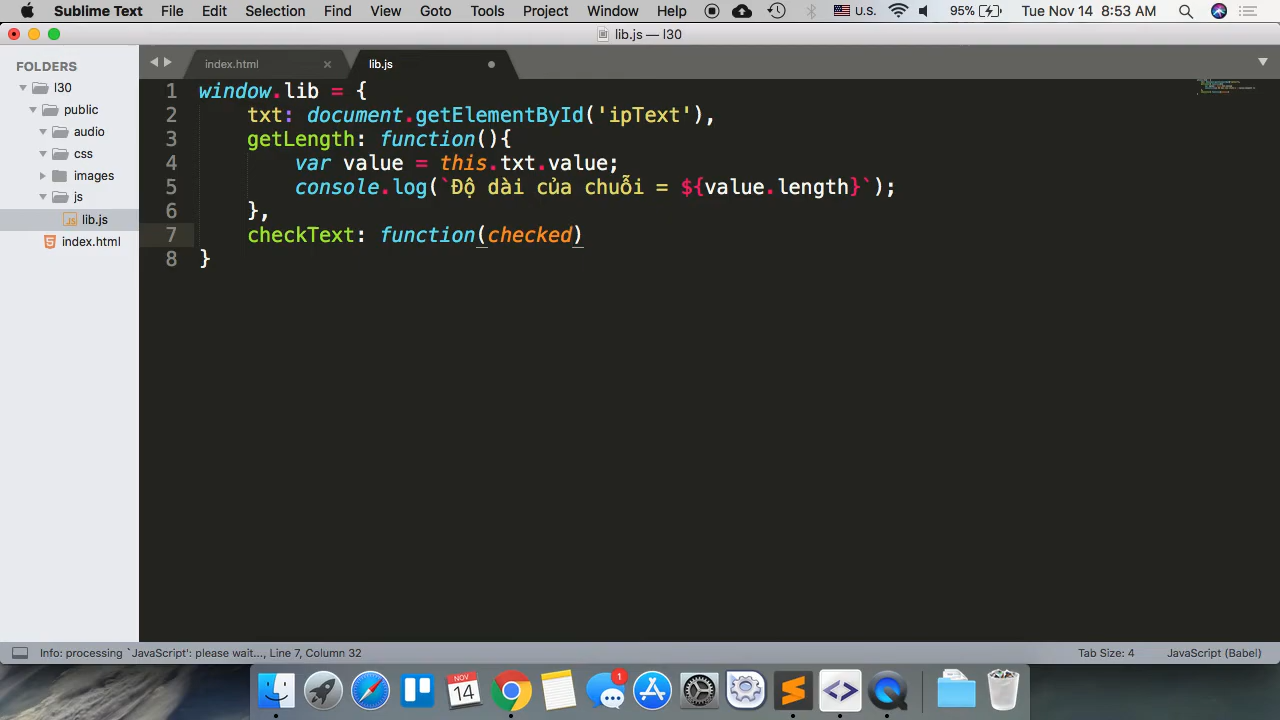 Sublime Text File Edit Selection Find View Goto Tools Project Window Help U.S. 95% Tue Nov 14 8:53 AM
lib.js — l30
FOLDERS
l30
public
audio
css
images
js
lib.js
index.html
index.html × lib.js
1 window.lib = {
2 txt: document.getElementById('ipText'),
3 getLength: function(){
4 var value = this.txt.value;
5 console.log(`Độ dài của chuỗi = ${value.length}`);
6 },
7 checkText: function(checked)
8 }
Info: processing `JavaScript': please wait..., Line 7, Column 32 Tab Size: 4 JavaScript (Babel)
NOV
14
1